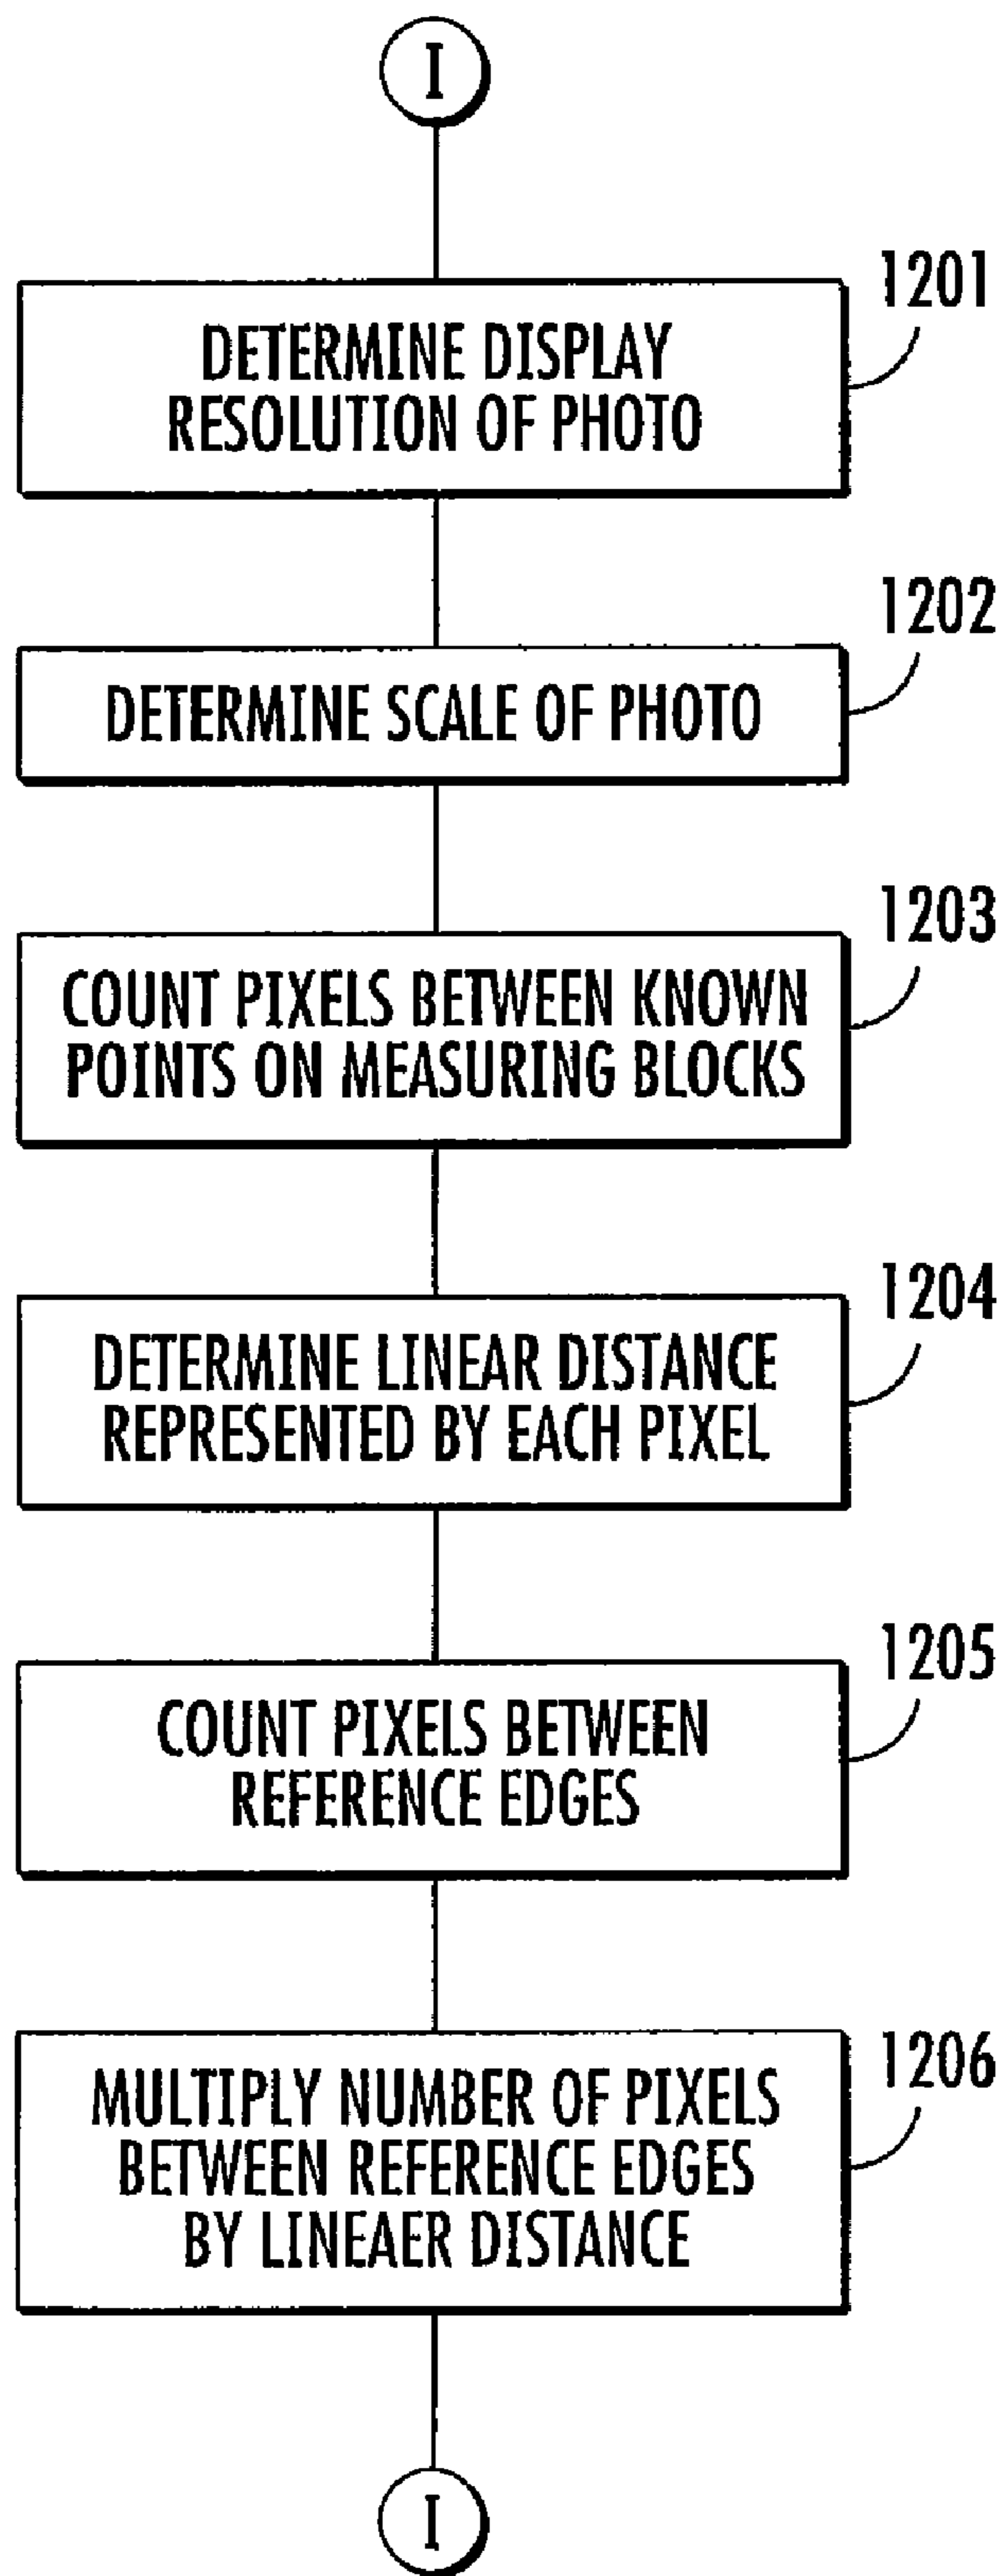 I
1201
DETERMINE DISPLAY
RESOLUTION OF PHOTO
1202
DETERMINE SCALE OF PHOTO
1203
COUNT PIXELS BETWEEN KNOWN
POINTS ON MEASURING BLOCKS
1204
DETERMINE LINEAR DISTANCE
REPRESENTED BY EACH PIXEL
1205
COUNT PIXELS BETWEEN
REFERENCE EDGES
1206
MULTIPLY NUMBER OF PIXELS
BETWEEN REFERENCE EDGES
BY LINEAER DISTANCE
I